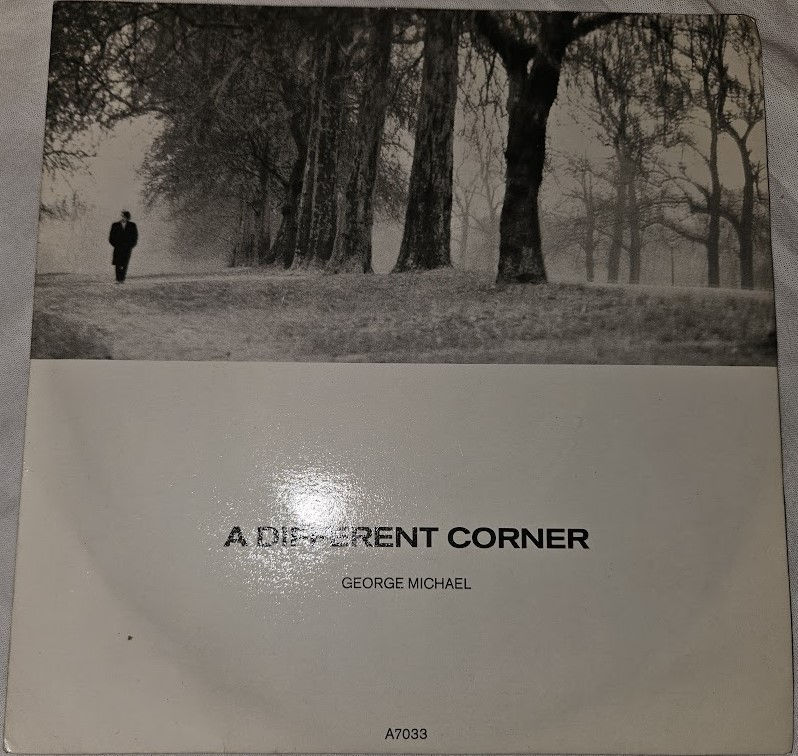 A DIFFERENT CORNER
GEORGE MICHAEL
A7033